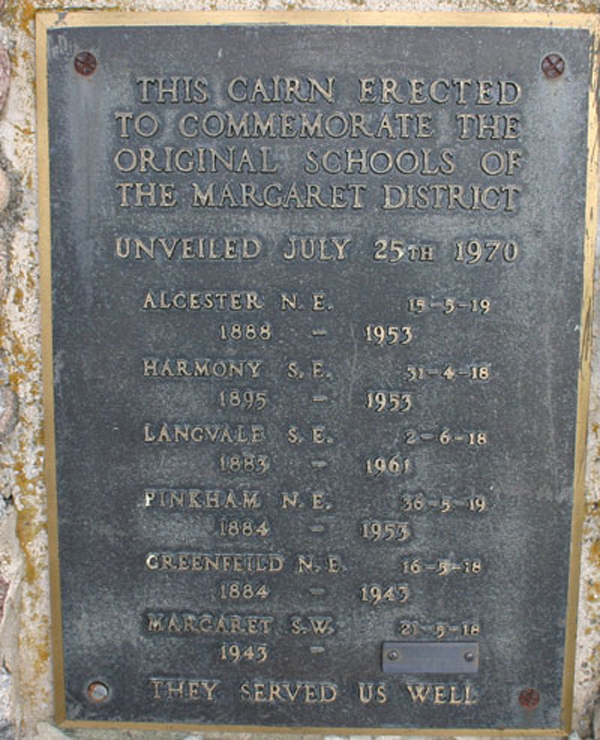 THIS CAIRN ERECTED
TO COMMEMORATE THE
ORIGINAL SCHOOLS OF
THE MARGARET DISTRICT
UNVEILED JULY 25TH 1970
ALCESTER N.E. 15-5-19
1888 - 1953
HARMONY S.E. 31-4-18
1895 - 1953
LANGVALE S.E. 2-6-18
1883 - 1961
PINKHAM N.E. 36-5-19
1884 - 1953
GREENFEILD N.E. 16-5-18
1884 - 1943
MARGARET S.W. 21-5-18
1943 -
THEY SERVED US WELL